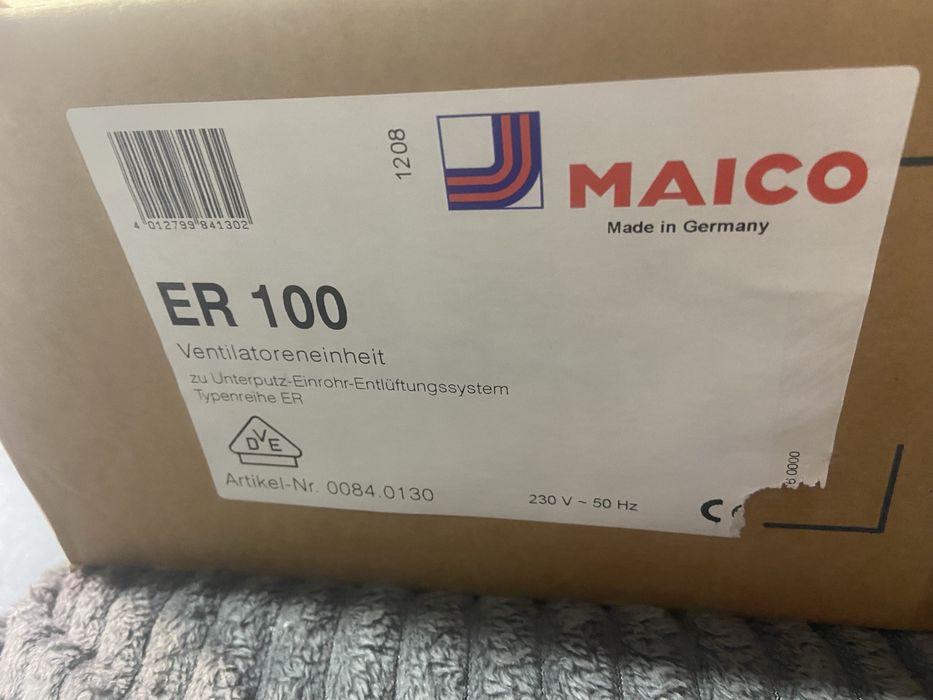 4 012799 841302
1208
MAICO
Made in Germany
ER 100
Ventilatoreneinheit
zu Unterputz-Einrohr-Entlüftungssystem
Typenreihe ER
DVE
Artikel-Nr. 0084.0130
230 V ~ 50 Hz